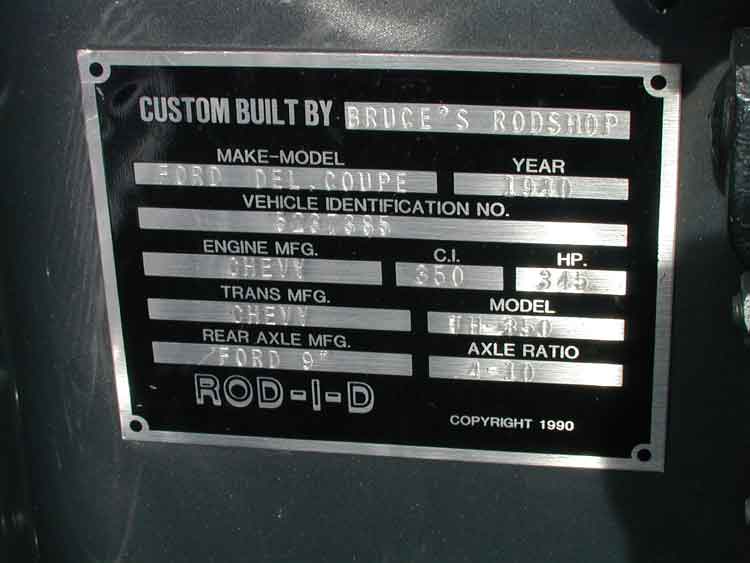 CUSTOM BUILT BY BRUCE'S RODSHOP
MAKE-MODEL YEAR
FORD DEL. COUPE 1940
VEHICLE IDENTIFICATION NO.
ENGINE MFG. C.I. HP.
CHEVY 350 345
TRANS MFG. MODEL
CHEVY TH-350
REAR AXLE MFG. AXLE RATIO
FORD 9"
ROD-I-D
COPYRIGHT 1990